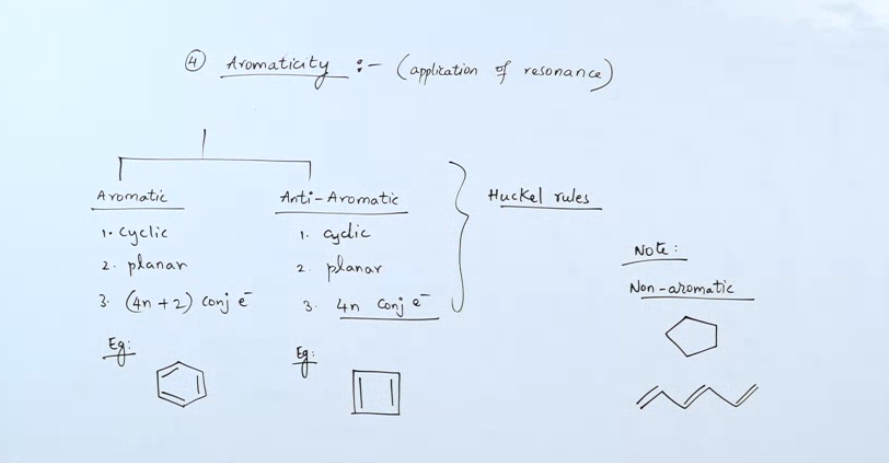 ④ Aromaticity :- (application of resonance)
Aromatic
1. cyclic
2. planar
3. (4n+2) conj e⁻
Eg:
Anti-Aromatic
1. cyclic
2. planar
3. 4n conj e⁻
Eg:
Huckel rules
Note:
Non-aromatic